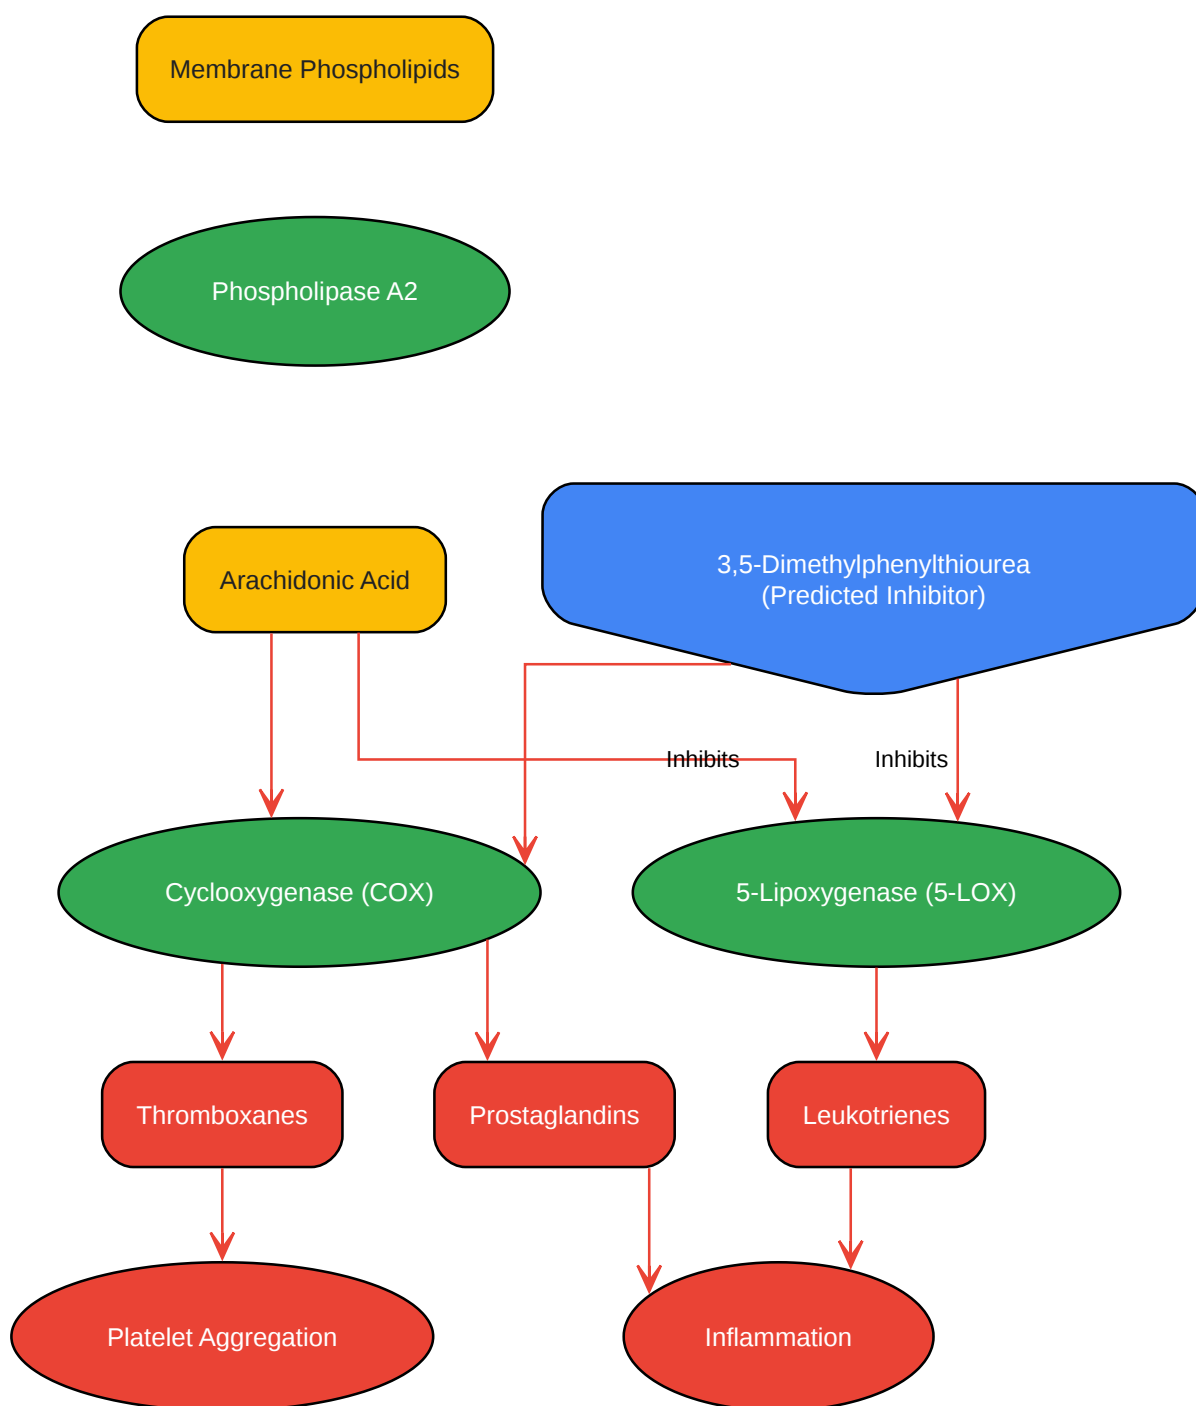 Membrane Phospholipids
Phospholipase A2
3,5-Dimethylphenylthiourea
(Predicted Inhibitor)
Arachidonic Acid
Inhibits
Inhibits
Cyclooxygenase (COX)
5-Lipoxygenase (5-LOX)
Thromboxanes
Prostaglandins
Leukotrienes
Platelet Aggregation
Inflammation